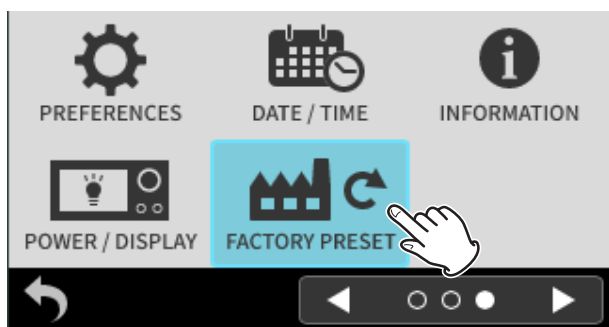 PREFERENCES
DATE / TIME
INFORMATION
POWER / DISPLAY
FACTORY PRESET